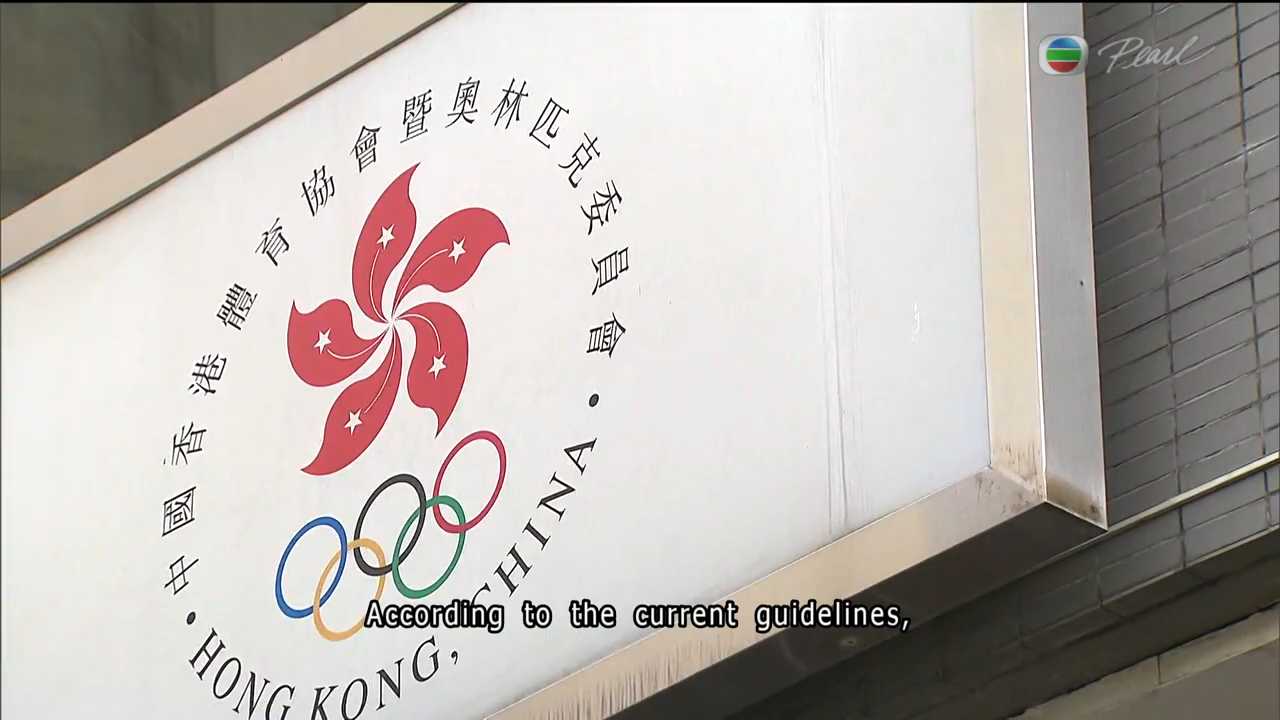 Pearl
中國香港體育協會暨奧林匹克委員會
• HONG KONG, CHINA •
According to the current guidelines,